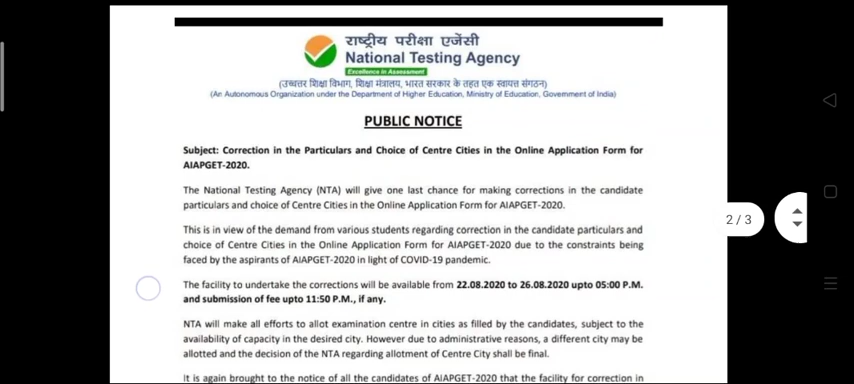 राष्ट्रीय परीक्षा एजेंसी
National Testing Agency
Excellence in Assessment
(उच्चतर शिक्षा विभाग, शिक्षा मंत्रालय, भारत सरकार के तहत एक स्वायत्त संगठन)
(An Autonomous Organization under the Department of Higher Education, Ministry of Education, Government of India)
PUBLIC NOTICE
Subject: Correction in the Particulars and Choice of Centre Cities in the Online Application Form for
AIAPGET-2020.
The National Testing Agency (NTA) will give one last chance for making corrections in the candidate
particulars and choice of Centre Cities in the Online Application Form for AIAPGET-2020.
This is in view of the demand from various students regarding correction in the candidate particulars and
choice of Centre Cities in the Online Application Form for AIAPGET-2020 due to the constraints being
faced by the aspirants of AIAPGET-2020 in light of COVID-19 pandemic.
The facility to undertake the corrections will be available from 22.08.2020 to 26.08.2020 upto 05:00 P.M.
and submission of fee upto 11:50 P.M., if any.
NTA will make all efforts to allot examination centre in cities as filled by the candidates, subject to the
availability of capacity in the desired city. However due to administrative reasons, a different city may be
allotted and the decision of the NTA regarding allotment of Centre City shall be final.
It is again brought to the notice of all the candidates of AIAPGET-2020 that the facility for correction in
2 / 3